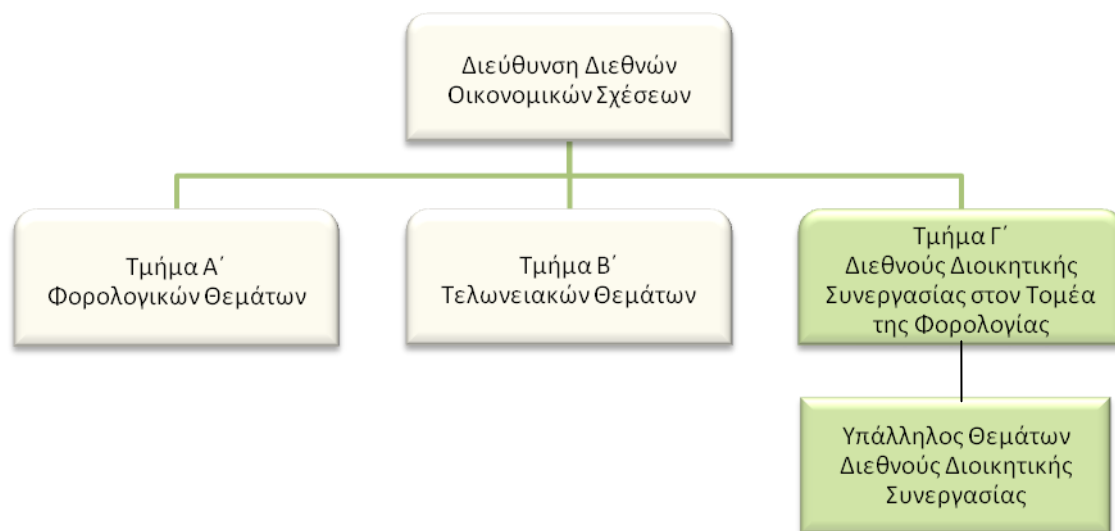 Διεύθυνση Διεθνών
Οικονομικών Σχέσεων
Τμήμα Α΄
Φορολογικών Θεμάτων
Τμήμα Β΄
Τελωνειακών Θεμάτων
Τμήμα Γ΄
Διεθνούς Διοικητικής
Συνεργασίας στον Τομέα
της Φορολογίας
Υπάλληλος Θεμάτων
Διεθνούς Διοικητικής
Συνεργασίας